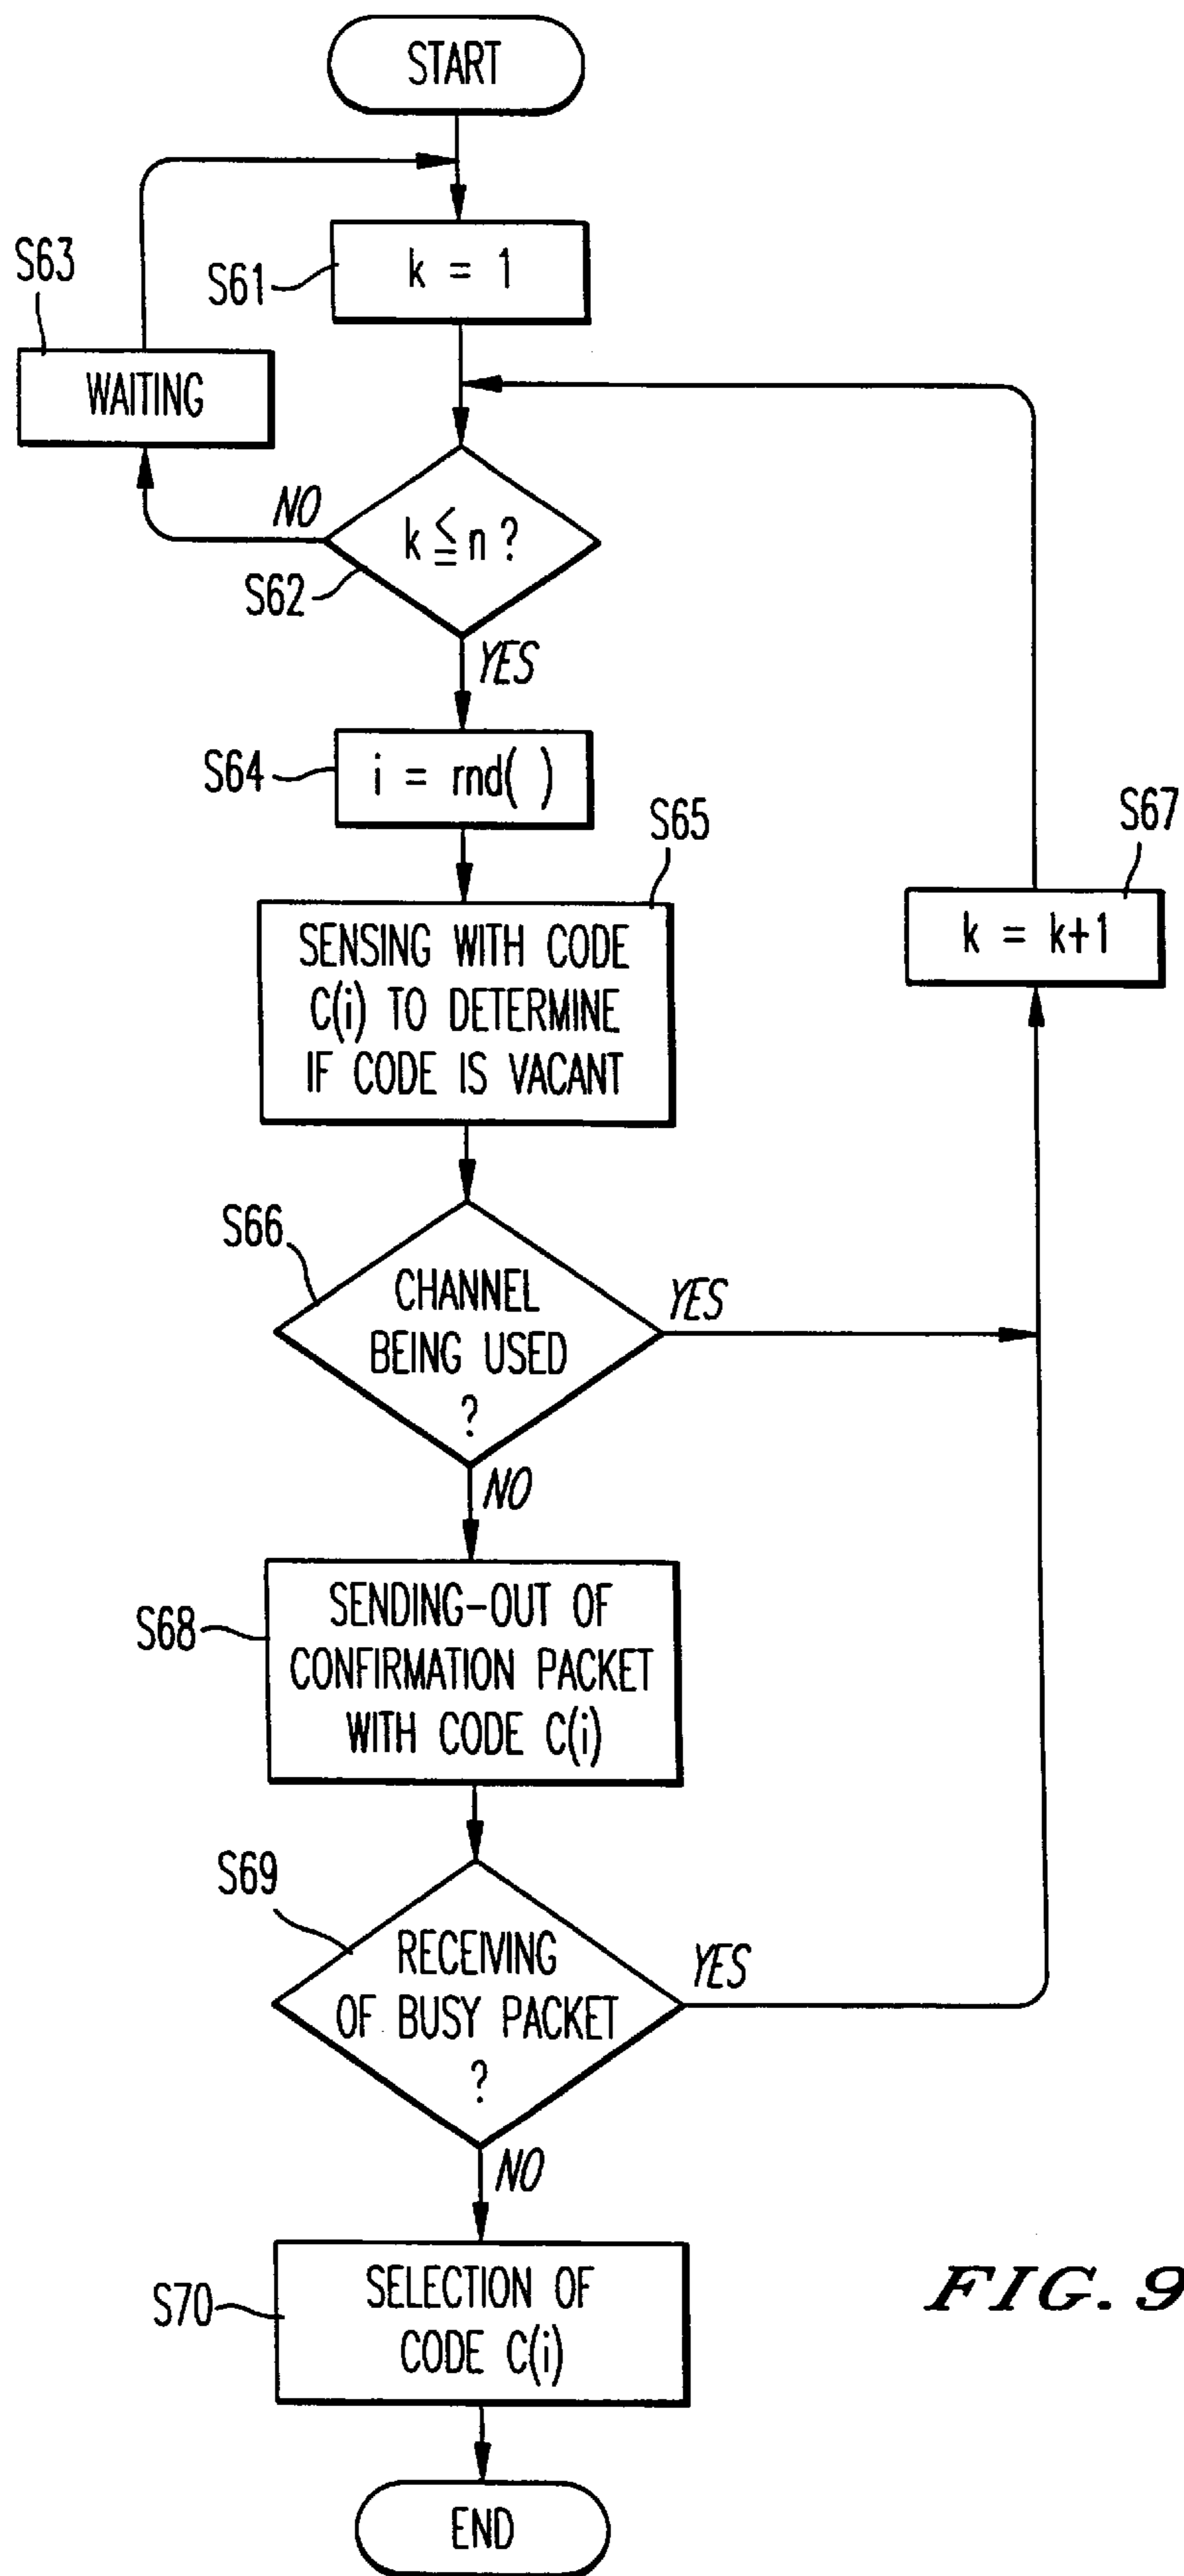 START
S63
S61
k = 1
WAITING
NO
k ≦ n ?
S62
YES
S64
i = rnd( )
S65
S67
SENSING WITH CODE
C(i) TO DETERMINE
IF CODE IS VACANT
k = k+1
S66
CHANNEL
BEING USED
?
YES
NO
S68
SENDING-OUT OF
CONFIRMATION PACKET
WITH CODE C(i)
S69
RECEIVING
OF BUSY PACKET
?
YES
NO
S70
SELECTION OF
CODE C(i)
FIG. 9
END